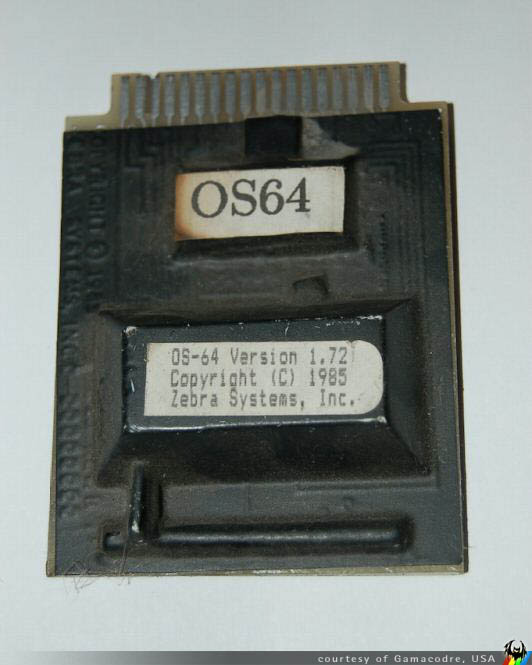 OS64
OS-64 Version 1.72
Copyright (C) 1985
Zebra Systems, Inc.
courtesy of Gamacodre, USA